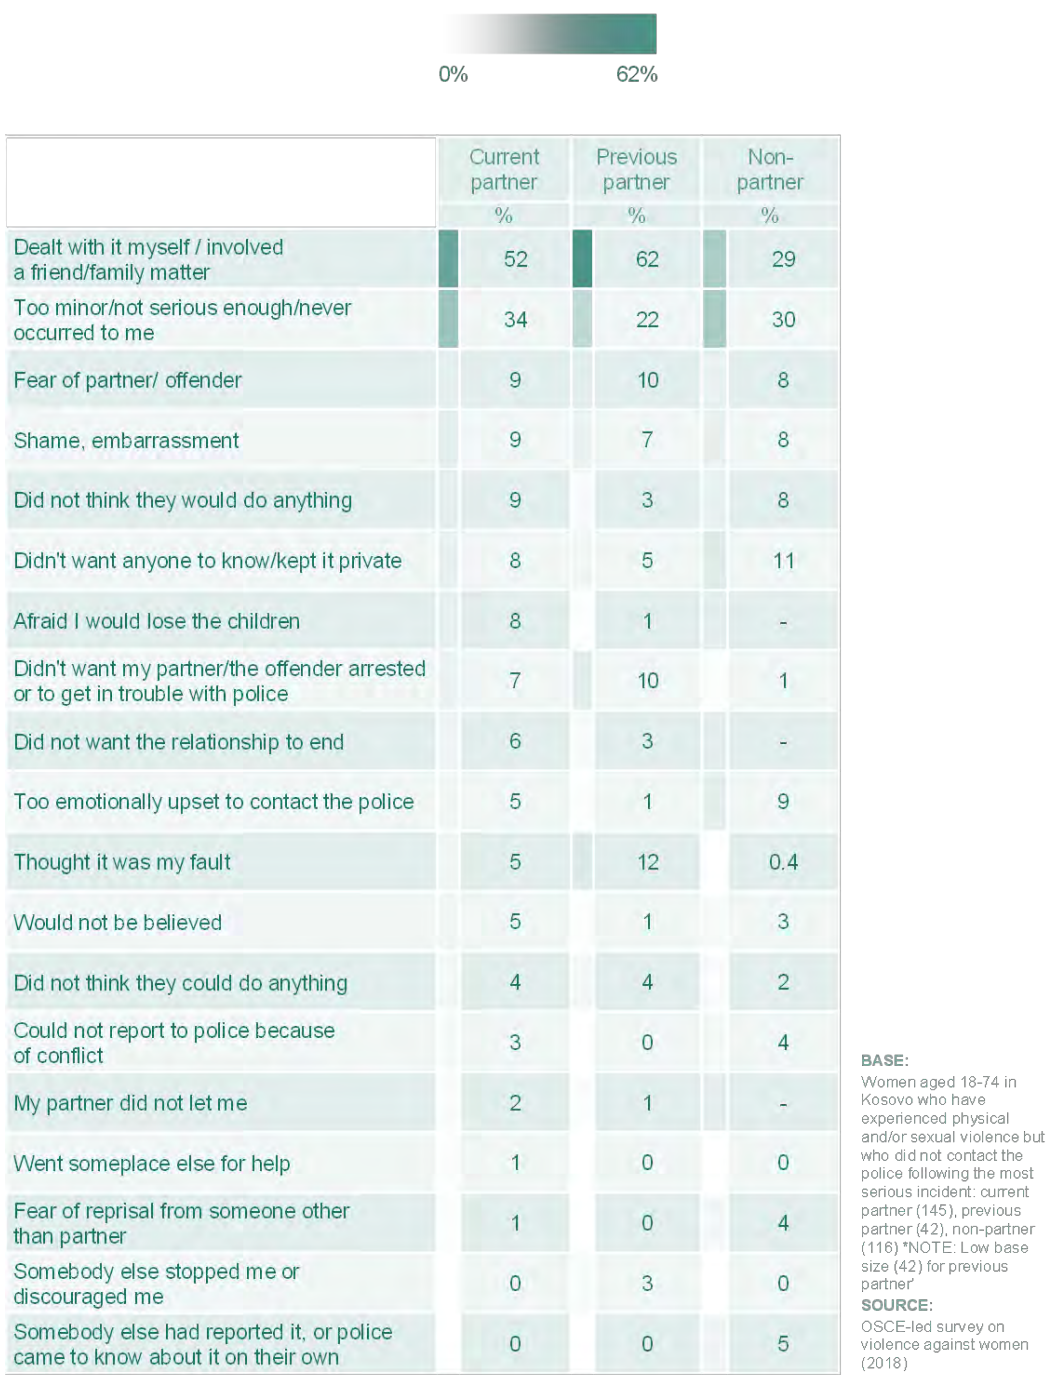 0% 62%
Current partner Previous partner Non-partner
% % %
Dealt with it myself / involved
a friend/family matter 52 62 29
Too minor/not serious enough/never
occurred to me 34 22 30
Fear of partner/ offender 9 10 8
Shame, embarrassment 9 7 8
Did not think they would do anything 9 3 8
Didn't want anyone to know/kept it private 8 5 11
Afraid I would lose the children 8 1 -
Didn't want my partner/the offender arrested
or to get in trouble with police 7 10 1
Did not want the relationship to end 6 3 -
Too emotionally upset to contact the police 5 1 9
Thought it was my fault 5 12 0.4
Would not be believed 5 1 3
Did not think they could do anything 4 4 2
Could not report to police because
of conflict 3 0 4
My partner did not let me 2 1 -
Went someplace else for help 1 0 0
Fear of reprisal from someone other
than partner 1 0 4
Somebody else stopped me or
discouraged me 0 3 0
Somebody else had reported it, or police
came to know about it on their own 0 0 5
BASE:
Women aged 18-74 in
Kosovo who have
experienced physical
and/or sexual violence but
who did not contact the
police following the most
serious incident: current
partner (145), previous
partner (42), non-partner
(116) *NOTE: Low base
size (42) for previous
partner'
SOURCE:
OSCE-led survey on
violence against women
(2018)